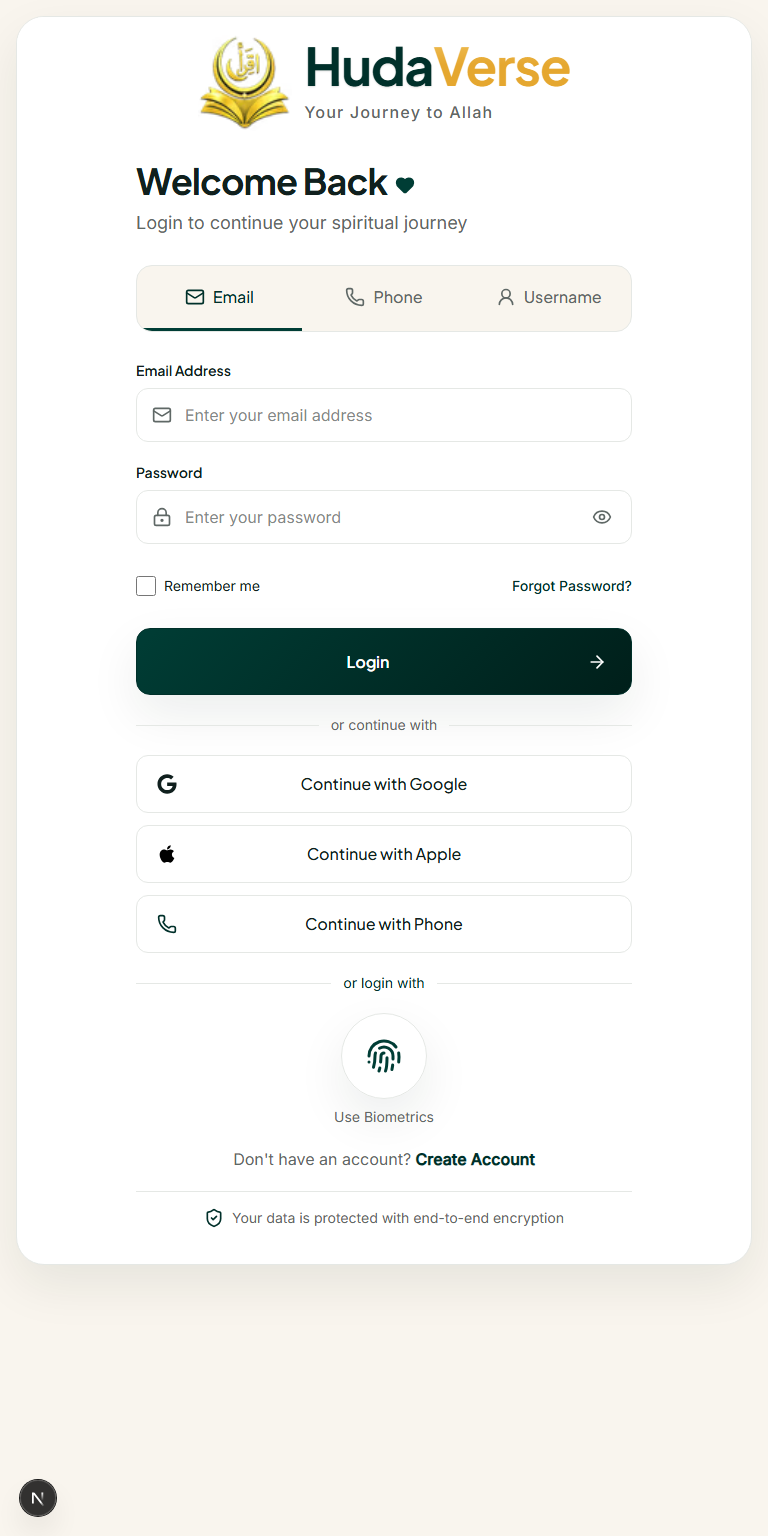 اقرأ
HudaVerse
Your Journey to Allah
Welcome Back
Login to continue your spiritual journey
Email Phone Username
Email Address
Enter your email address
Password
Enter your password
Remember me Forgot Password?
Login
or continue with
Continue with Google
Continue with Apple
Continue with Phone
or login with
Use Biometrics
Don't have an account? Create Account
Your data is protected with end-to-end encryption
N